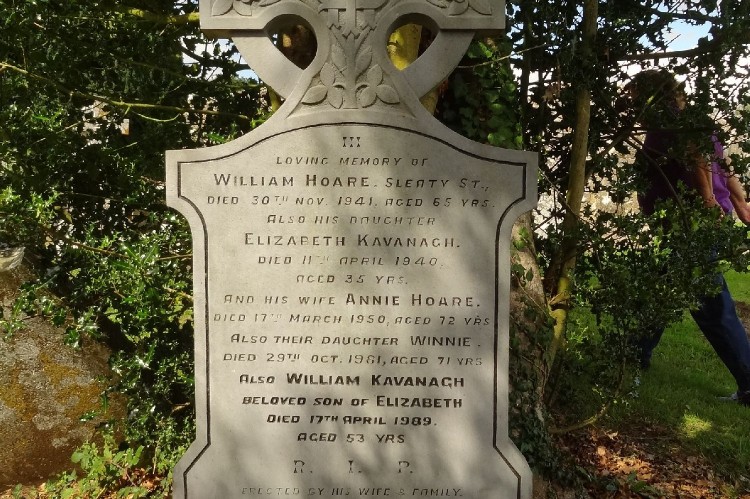 IN
LOVING MEMORY OF
WILLIAM HOARE. SLEATY ST.,
DIED 30TH NOV. 1941, AGED 65 YRS.
ALSO HIS DAUGHTER
ELIZABETH KAVANAGH.
DIED 11TH APRIL 1940,
AGED 35 YRS.
AND HIS WIFE ANNIE HOARE.
DIED 17TH MARCH 1950, AGED 72 YRS
ALSO THEIR DAUGHTER WINNIE.
DIED 29TH OCT. 1981, AGED 71 YRS
ALSO WILLIAM KAVANAGH
BELOVED SON OF ELIZABETH
DIED 17TH APRIL 1989.
AGED 53 YRS
R. I. P.
ERECTED BY HIS WIFE & FAMILY.